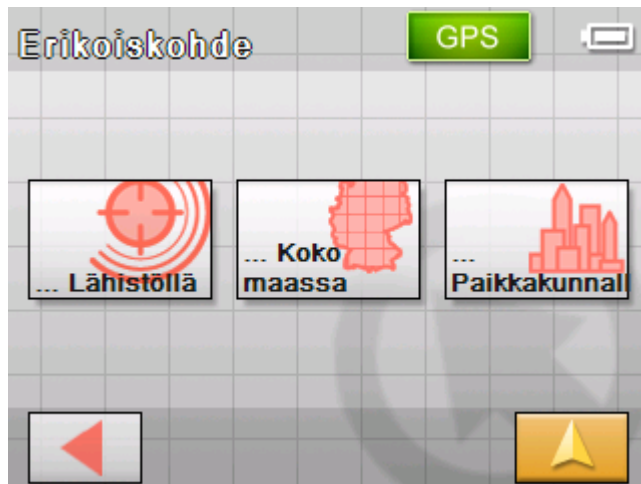 Erikoiskohde
GPS
... Lähistöllä
... Koko
maassa
...
Paikkakunnall